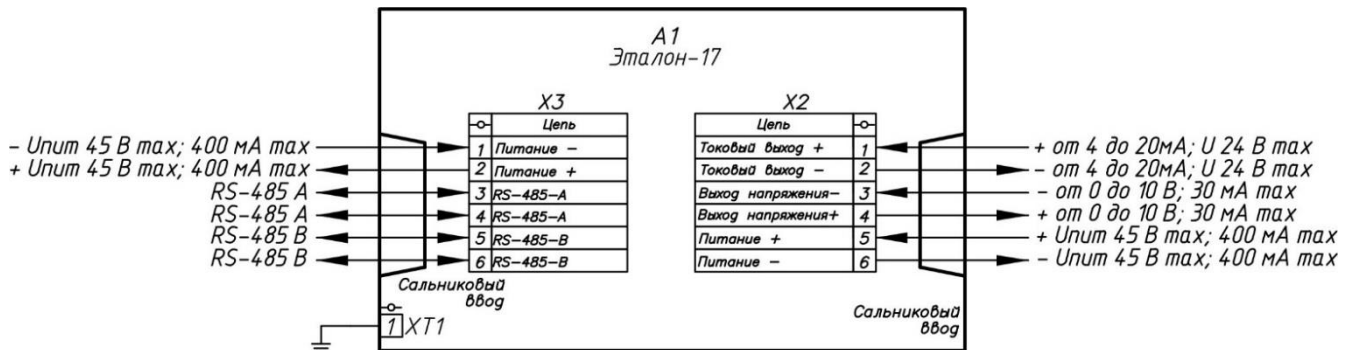 A1
Эталон-17
X3
X2
Цепь
Цепь
- Uпит 45 В max; 400 мА max
1 Питание -
Токовый выход + 1
+ от 4 до 20мА; U 24 В max
+ Uпит 45 В max; 400 мА max
2 Питание +
Токовый выход - 2
- от 4 до 20мА; U 24 В max
RS-485 A
3 RS-485-A
Выход напряжения- 3
- от 0 до 10 В; 30 мА max
RS-485 A
4 RS-485-A
Выход напряжения+ 4
+ от 0 до 10 В; 30 мА max
RS-485 B
5 RS-485-B
Питание + 5
+ Uпит 45 В max; 400 мА max
RS-485 B
6 RS-485-B
Питание - 6
- Uпит 45 В max; 400 мА max
Сальниковый
ввод
Сальниковый
ввод
1 XT1